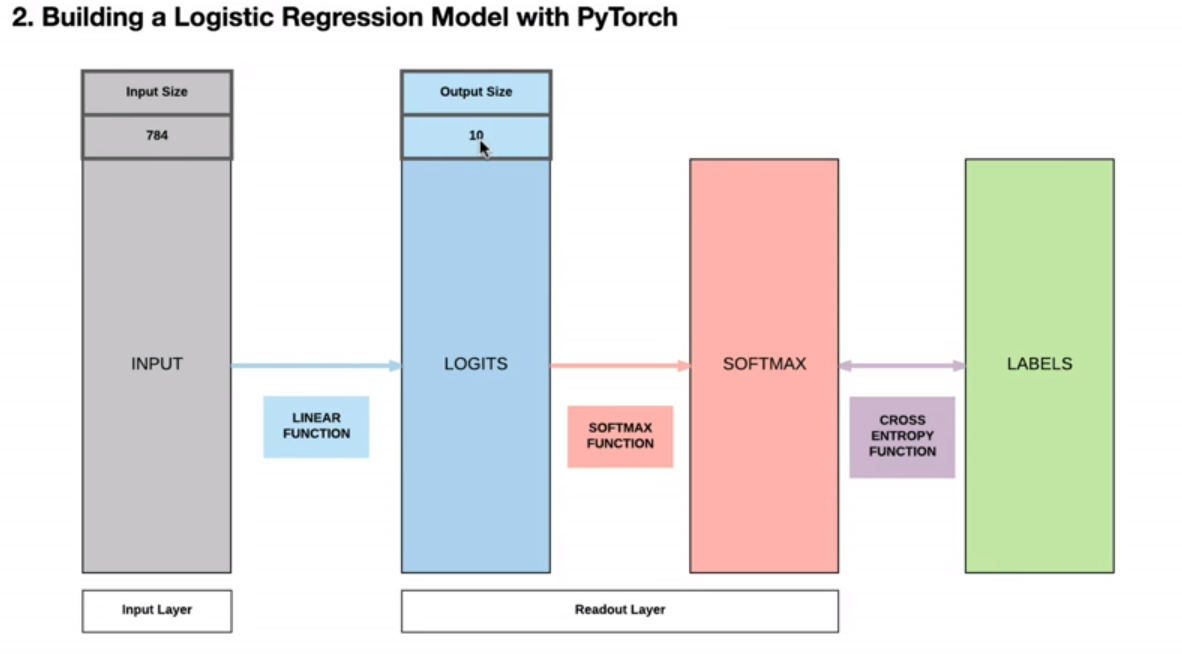 2. Building a Logistic Regression Model with PyTorch
Input Size
784
Output Size
10
INPUT
LINEAR
FUNCTION
LOGITS
SOFTMAX
FUNCTION
SOFTMAX
CROSS
ENTROPY
FUNCTION
LABELS
Input Layer
Readout Layer